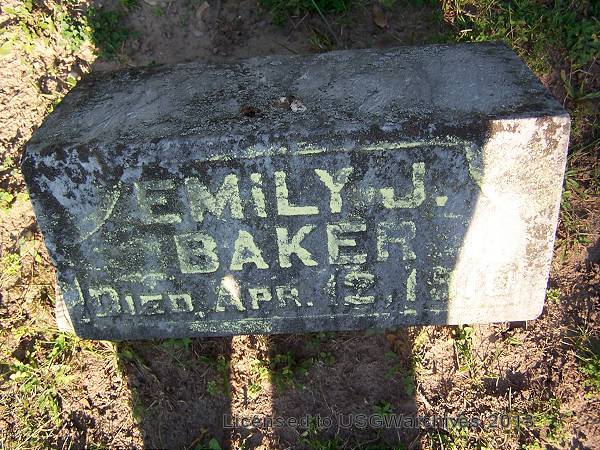 EMILY J.
BAKER
DIED, APR. 12, 
Licensed to USGWarchives